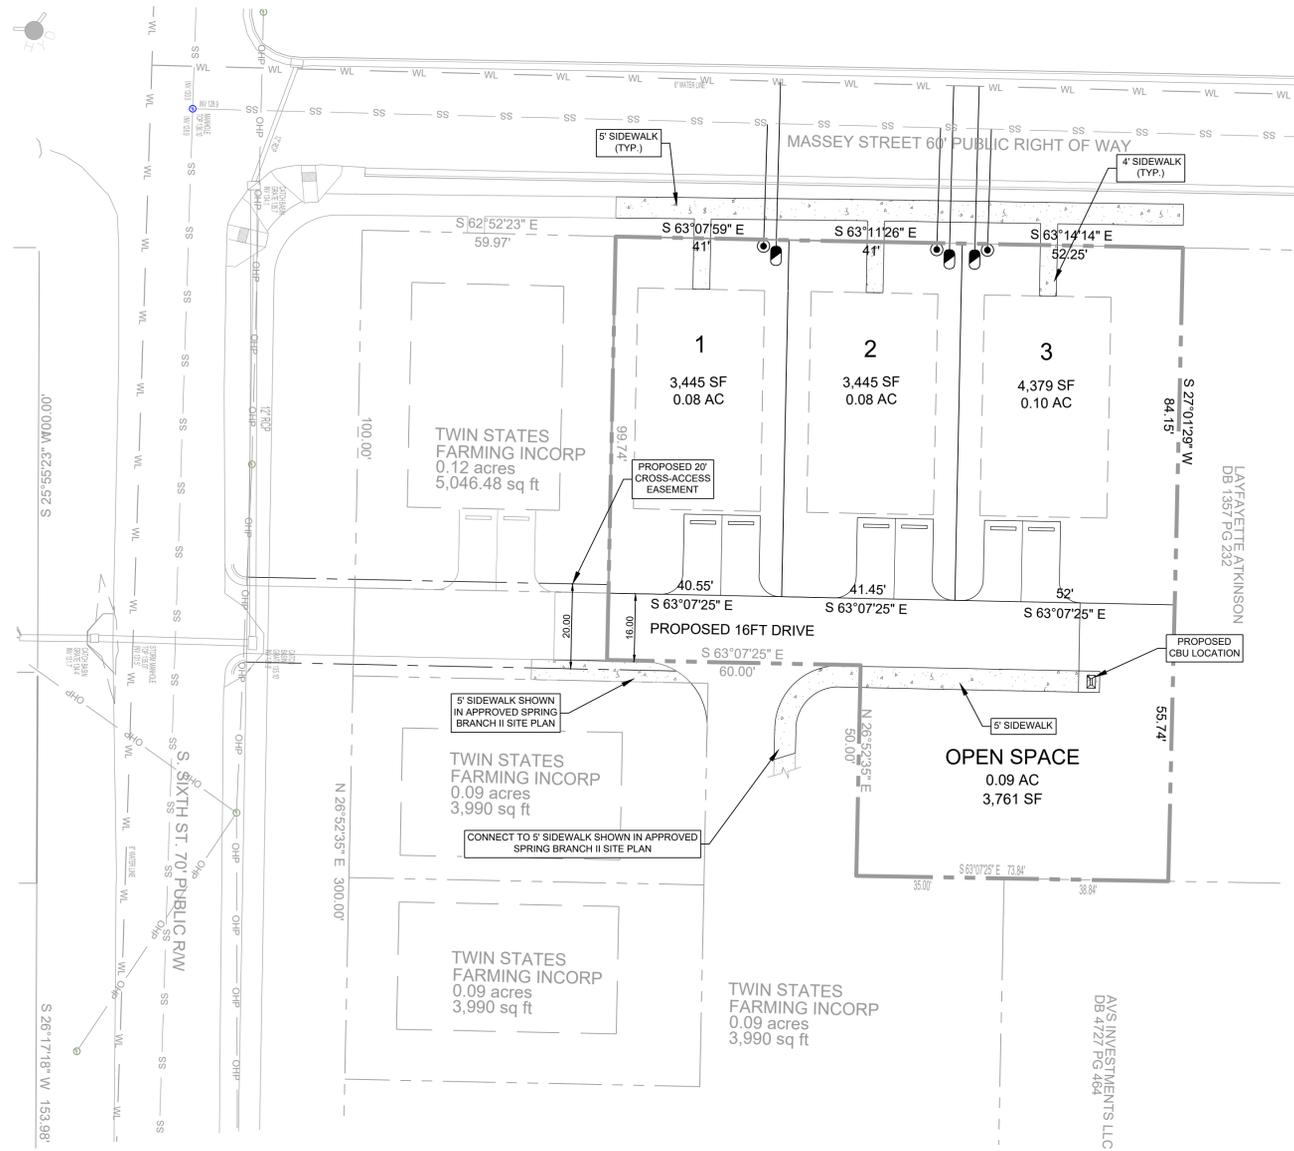 MASSEY STREET 60' PUBLIC RIGHT OF WAY
8" WATER LINE
5' SIDEWALK
(TYP.)
4' SIDEWALK
(TYP.)
S 62°52'23" E
59.97'
S 63°07'59" E
41'
S 63°11'26" E
41'
S 63°14'14" E
52.25'
1
3,445 SF
0.08 AC
2
3,445 SF
0.08 AC
3
4,379 SF
0.10 AC
S 27°01'29" W
84.15'
LAYFAYETTE ATKINSON
DB 1357 PG 232
100.00'
99.74'
12" RCP
TWIN STATES
FARMING INCORP
0.12 acres
5,046.48 sq ft
PROPOSED 20'
CROSS-ACCESS
EASEMENT
40.55'
S 63°07'25" E
41.45'
S 63°07'25" E
52'
S 63°07'25" E
20.00
16.00
PROPOSED 16FT DRIVE
S 63°07'25" E
60.00'
PROPOSED
CBU LOCATION
5' SIDEWALK SHOWN
IN APPROVED SPRING
BRANCH II SITE PLAN
5' SIDEWALK
N 26°52'35" E
50.00'
55.74'
OPEN SPACE
0.09 AC
3,761 SF
TWIN STATES
FARMING INCORP
0.09 acres
3,990 sq ft
CONNECT TO 5' SIDEWALK SHOWN IN APPROVED
SPRING BRANCH II SITE PLAN
S 63°07'25" E 73.84'
35.00'
38.84'
N 26°52'35" E 300.00'
S SIXTH ST. 70' PUBLIC R/W
TWIN STATES
FARMING INCORP
0.09 acres
3,990 sq ft
TWIN STATES
FARMING INCORP
0.09 acres
3,990 sq ft
AVS INVESTMENTS LLC
DB 4727 PG 464
S 26°17'18" W 153.98'
WL
SS
OHP